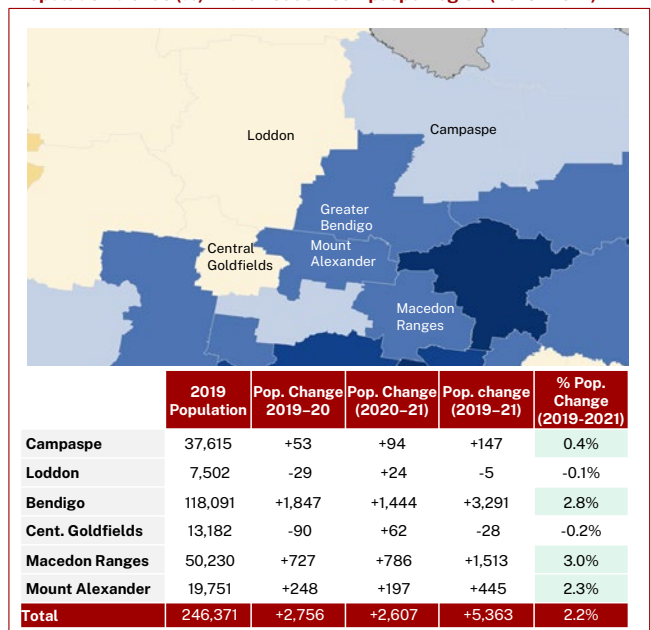 Loddon
Campaspe
Greater
Bendigo
Mount
Alexander
Central
Goldfields
Macedon
Ranges
2019 Population Pop. Change 2019–20 Pop. Change (2020–21) Pop. change (2019–21) % Pop. Change (2019-2021)
Campaspe 37,615 +53 +94 +147 0.4%
Loddon 7,502 -29 +24 -5 -0.1%
Bendigo 118,091 +1,847 +1,444 +3,291 2.8%
Cent. Goldfields 13,182 -90 +62 -28 -0.2%
Macedon Ranges 50,230 +727 +786 +1,513 3.0%
Mount Alexander 19,751 +248 +197 +445 2.3%
Total 246,371 +2,756 +2,607 +5,363 2.2%